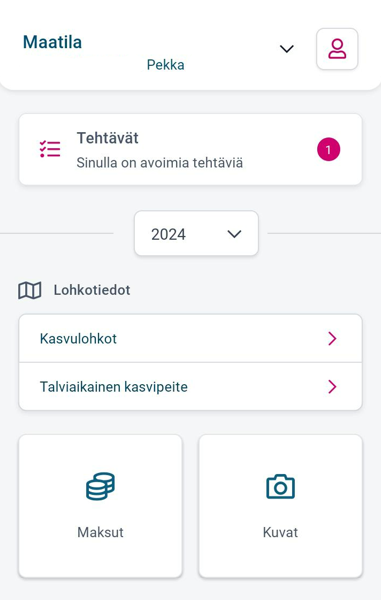 Maatila
Pekka
Tehtävät
Sinulla on avoimia tehtäviä
1
2024
Lohkotiedot
Kasvulohkot
Talviaikainen kasvipeite
Maksut
Kuvat